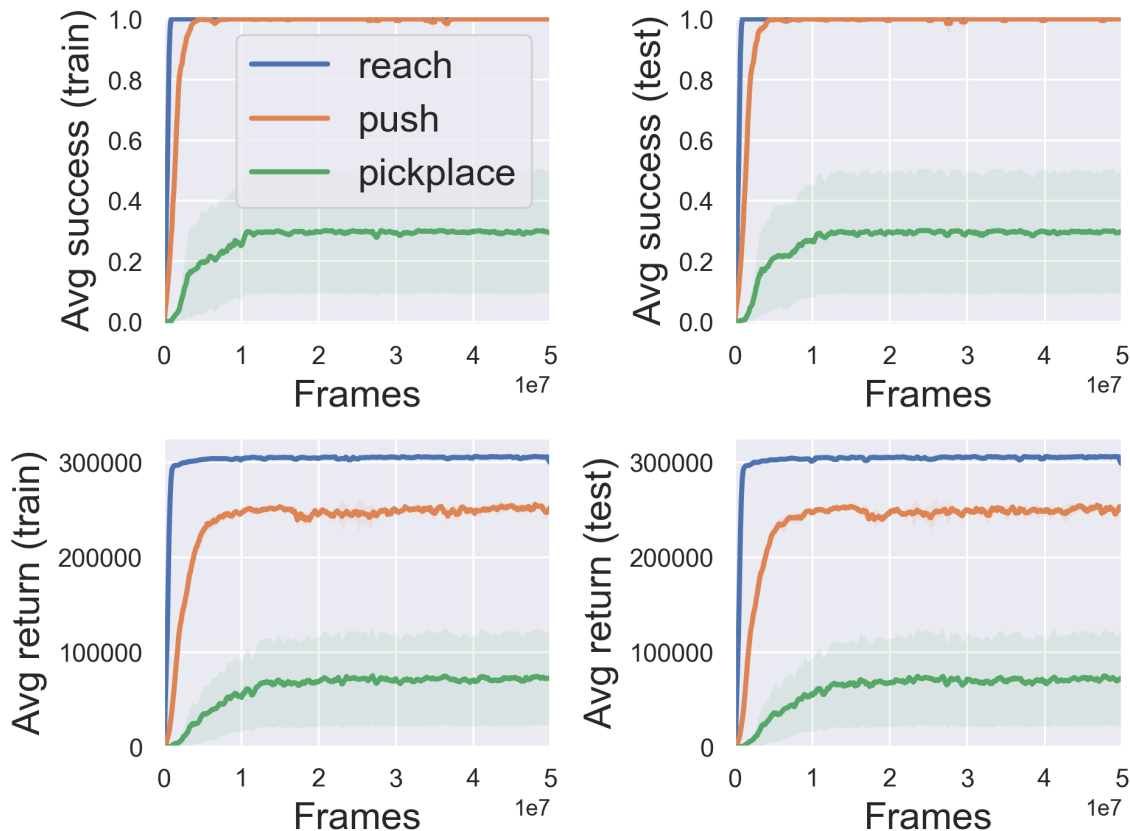 Avg success (train)
1.0
0.8
0.6
0.4
0.2
0.0
reach
push
pickplace
0 1 2 3 4 5
1e7
Frames
Avg success (test)
1.0
0.8
0.6
0.4
0.2
0.0
0 1 2 3 4 5
1e7
Frames
Avg return (train)
300000
200000
100000
0
0 1 2 3 4 5
1e7
Frames
Avg return (test)
300000
200000
100000
0
0 1 2 3 4 5
1e7
Frames